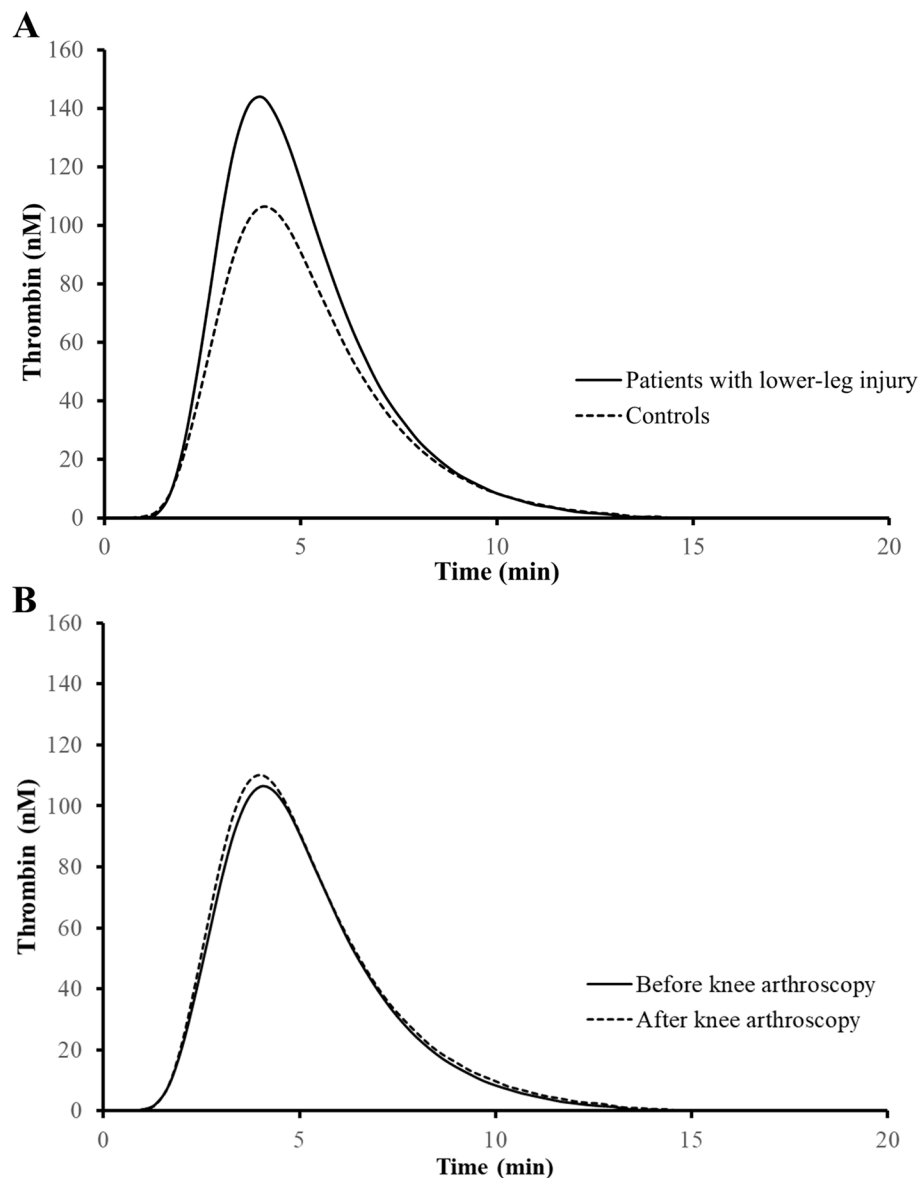 A
160
140
120
100
80
60
40
20
0
Thrombin (nM)
Patients with lower-leg injury
Controls
0 5 10 15 20
Time (min)
B
160
140
120
100
80
60
40
20
0
Thrombin (nM)
Before knee arthroscopy
After knee arthroscopy
0 5 10 15 20
Time (min)